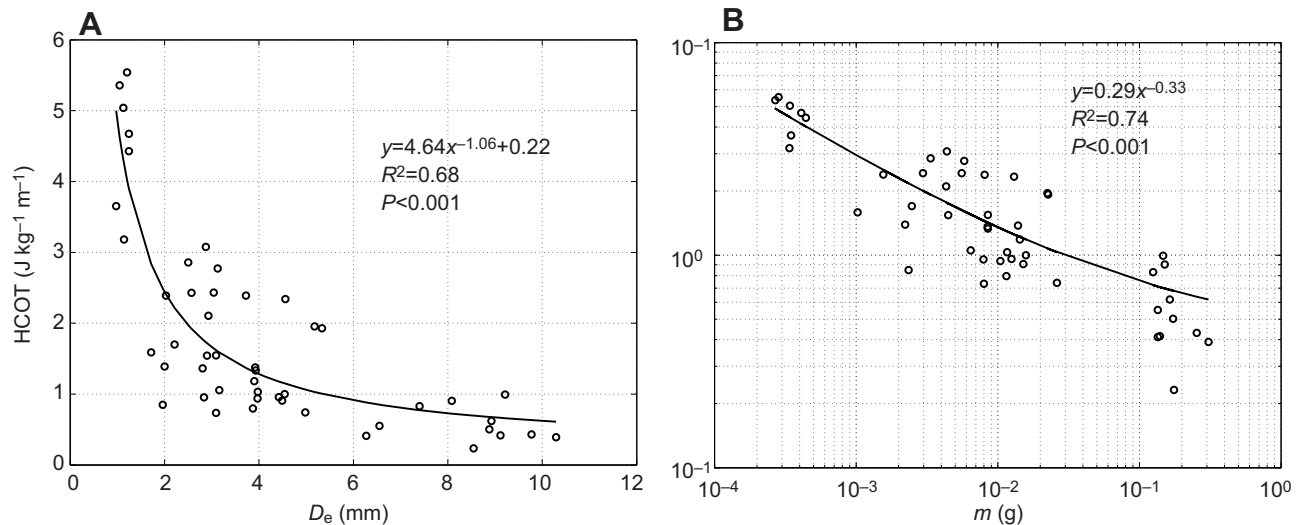 A
HCOT (J kg⁻¹ m⁻¹)
6
5
4
3
2
1
0
y=4.64x⁻¹·⁰⁶+0.22
R²=0.68
P<0.001
0 2 4 6 8 10 12
Dₑ (mm)
B
10⁻¹
10⁰
10⁻¹
y=0.29x⁻⁰·³³
R²=0.74
P<0.001
10⁻⁴ 10⁻³ 10⁻² 10⁻¹ 10⁰
m (g)